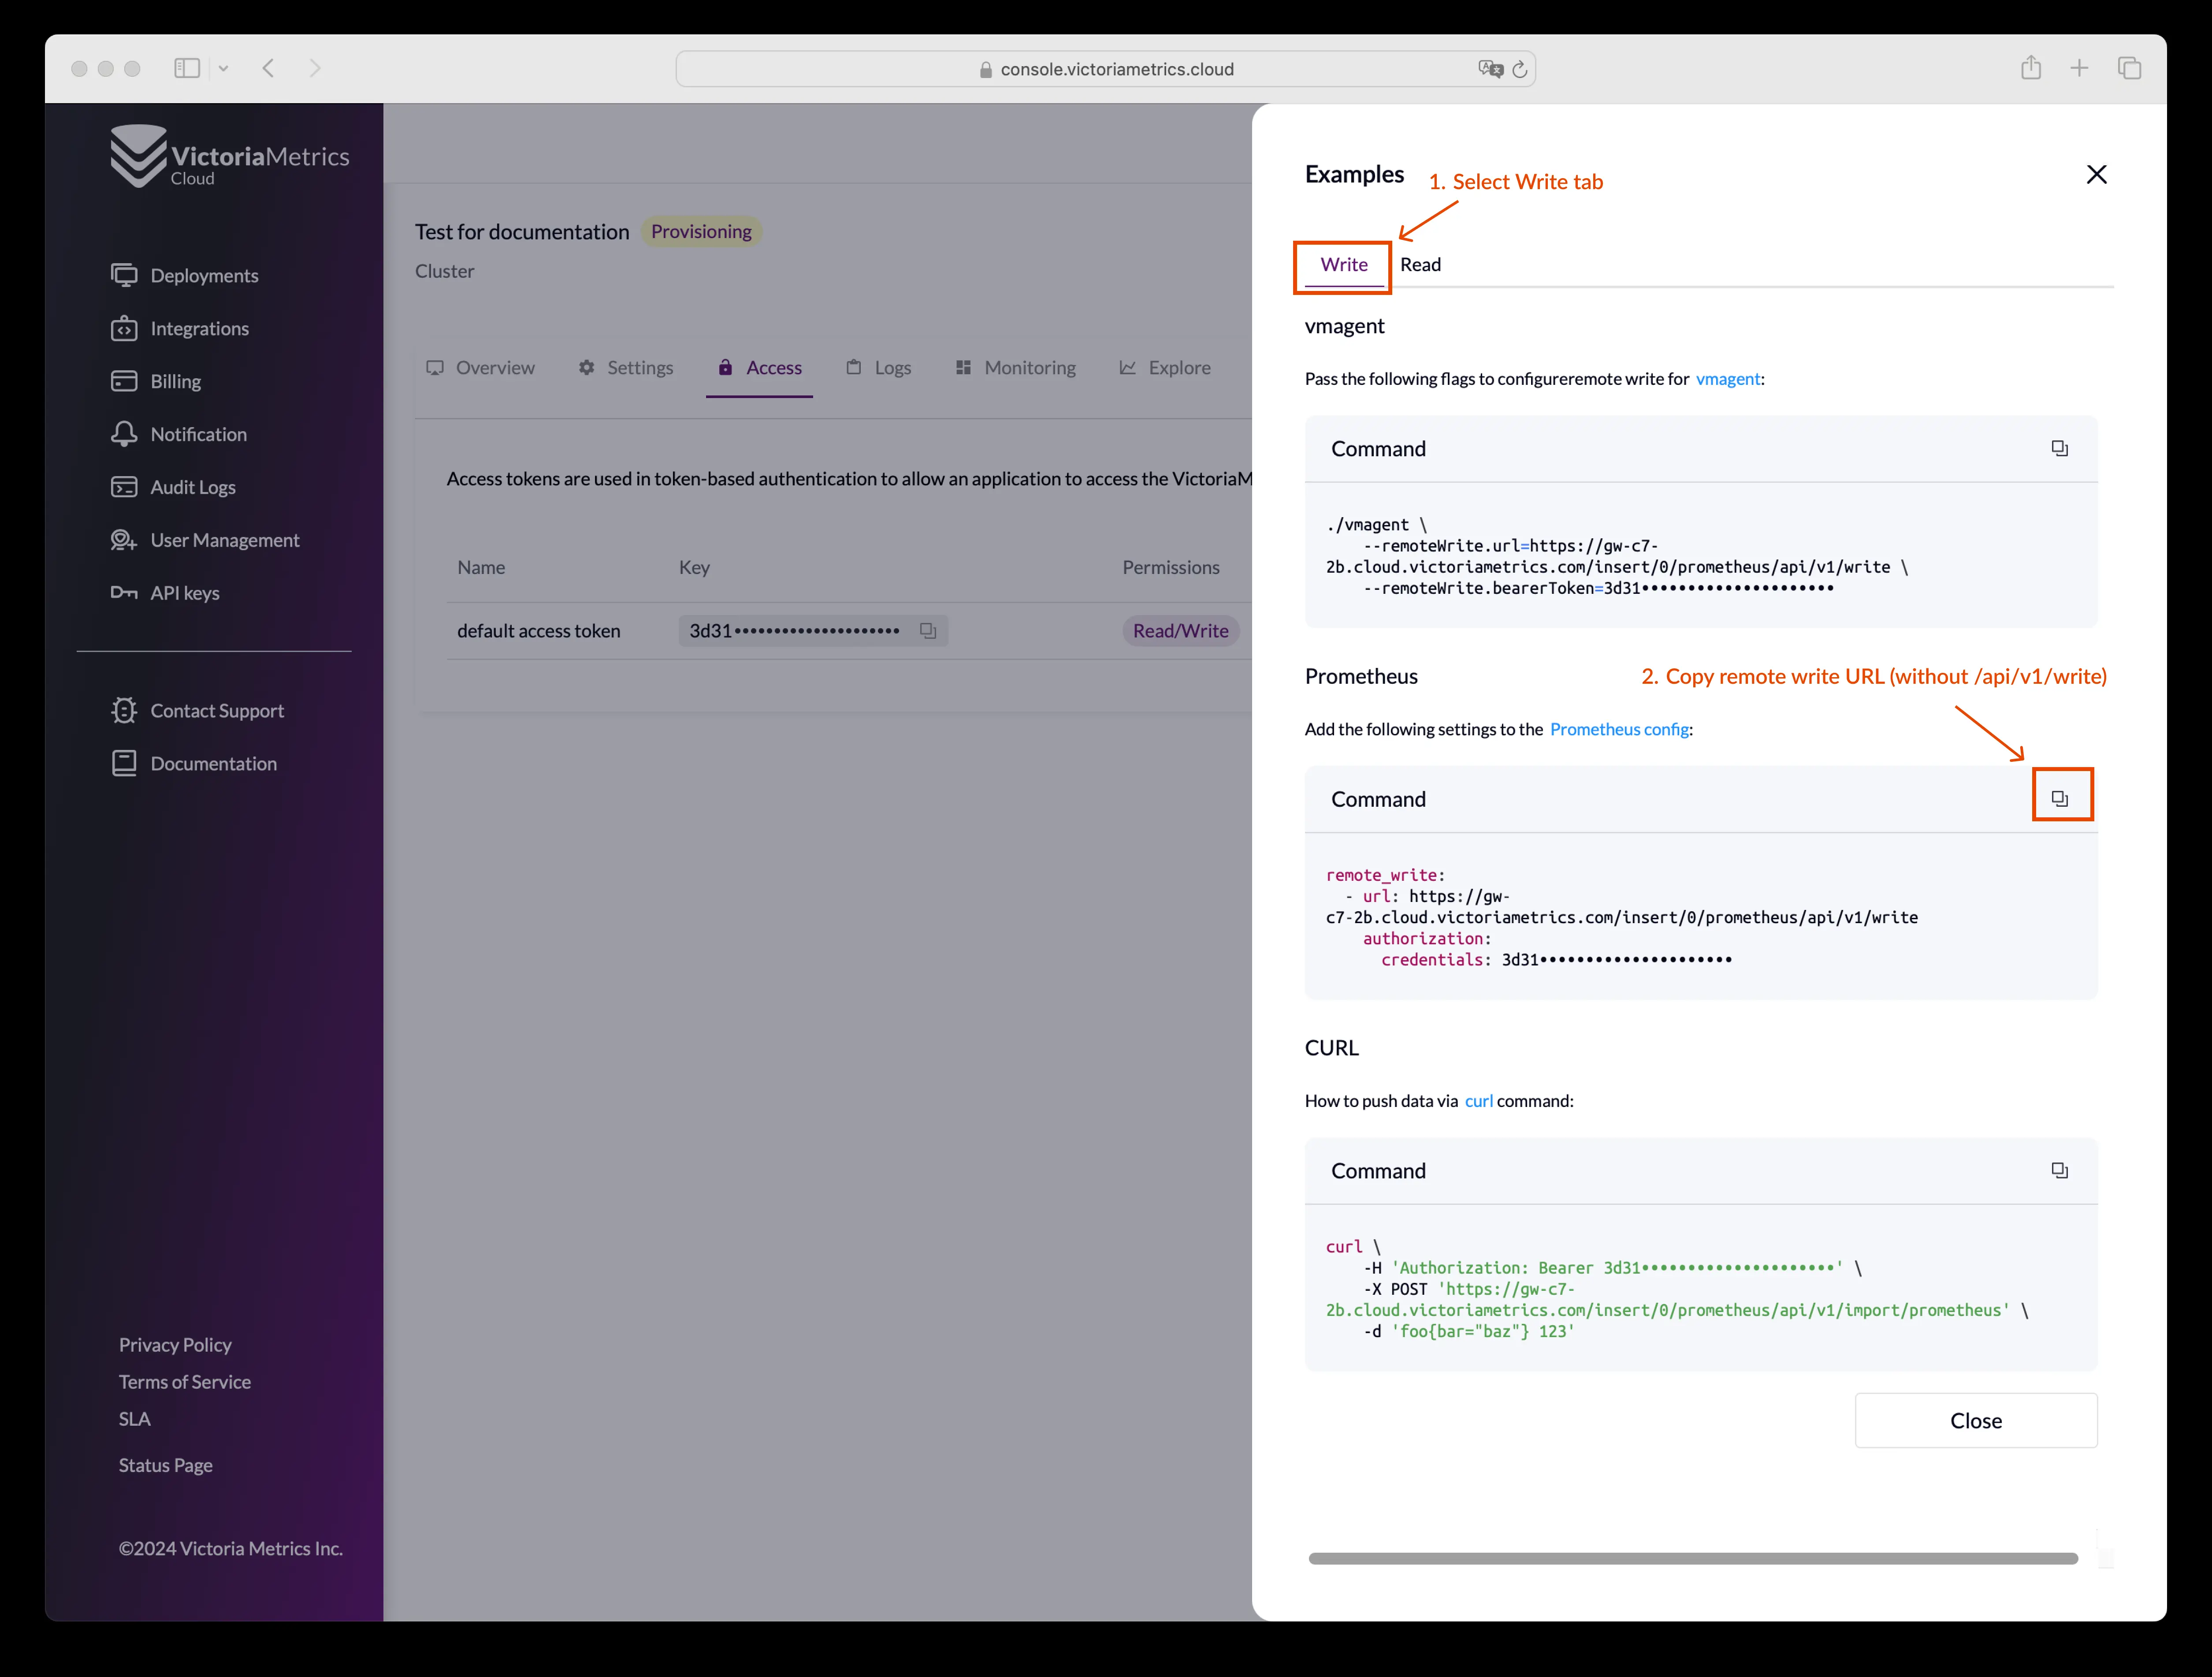 console.victoriametrics.cloud
VictoriaMetrics
Cloud
Deployments
Integrations
Billing
Notification
Audit Logs
User Management
API keys
Contact Support
Documentation
Privacy Policy
Terms of Service
SLA
Status Page
©2024 Victoria Metrics Inc.
Test for documentation Provisioning
Cluster
Overview Settings Access Logs Monitoring Explore
Access tokens are used in token-based authentication to allow an application to access the VictoriaM
Name Key Permissions
default access token 3d31••••••••••••••••••••• Read/Write
Examples
1. Select Write tab
Write Read
vmagent
Pass the following flags to configureremote write for vmagent:
Command
./vmagent \
--remoteWrite.url=https://gw-c7-
2b.cloud.victoriametrics.com/insert/0/prometheus/api/v1/write \
--remoteWrite.bearerToken=3d31•••••••••••••••••••••
Prometheus
2. Copy remote write URL (without /api/v1/write)
Add the following settings to the Prometheus config:
Command
remote_write:
- url: https://gw-
c7-2b.cloud.victoriametrics.com/insert/0/prometheus/api/v1/write
authorization:
credentials: 3d31•••••••••••••••••••••
CURL
How to push data via curl command:
Command
curl \
-H 'Authorization: Bearer 3d31•••••••••••••••••••••' \
-X POST 'https://gw-c7-
2b.cloud.victoriametrics.com/insert/0/prometheus/api/v1/import/prometheus' \
-d 'foo{bar="baz"} 123'
Close